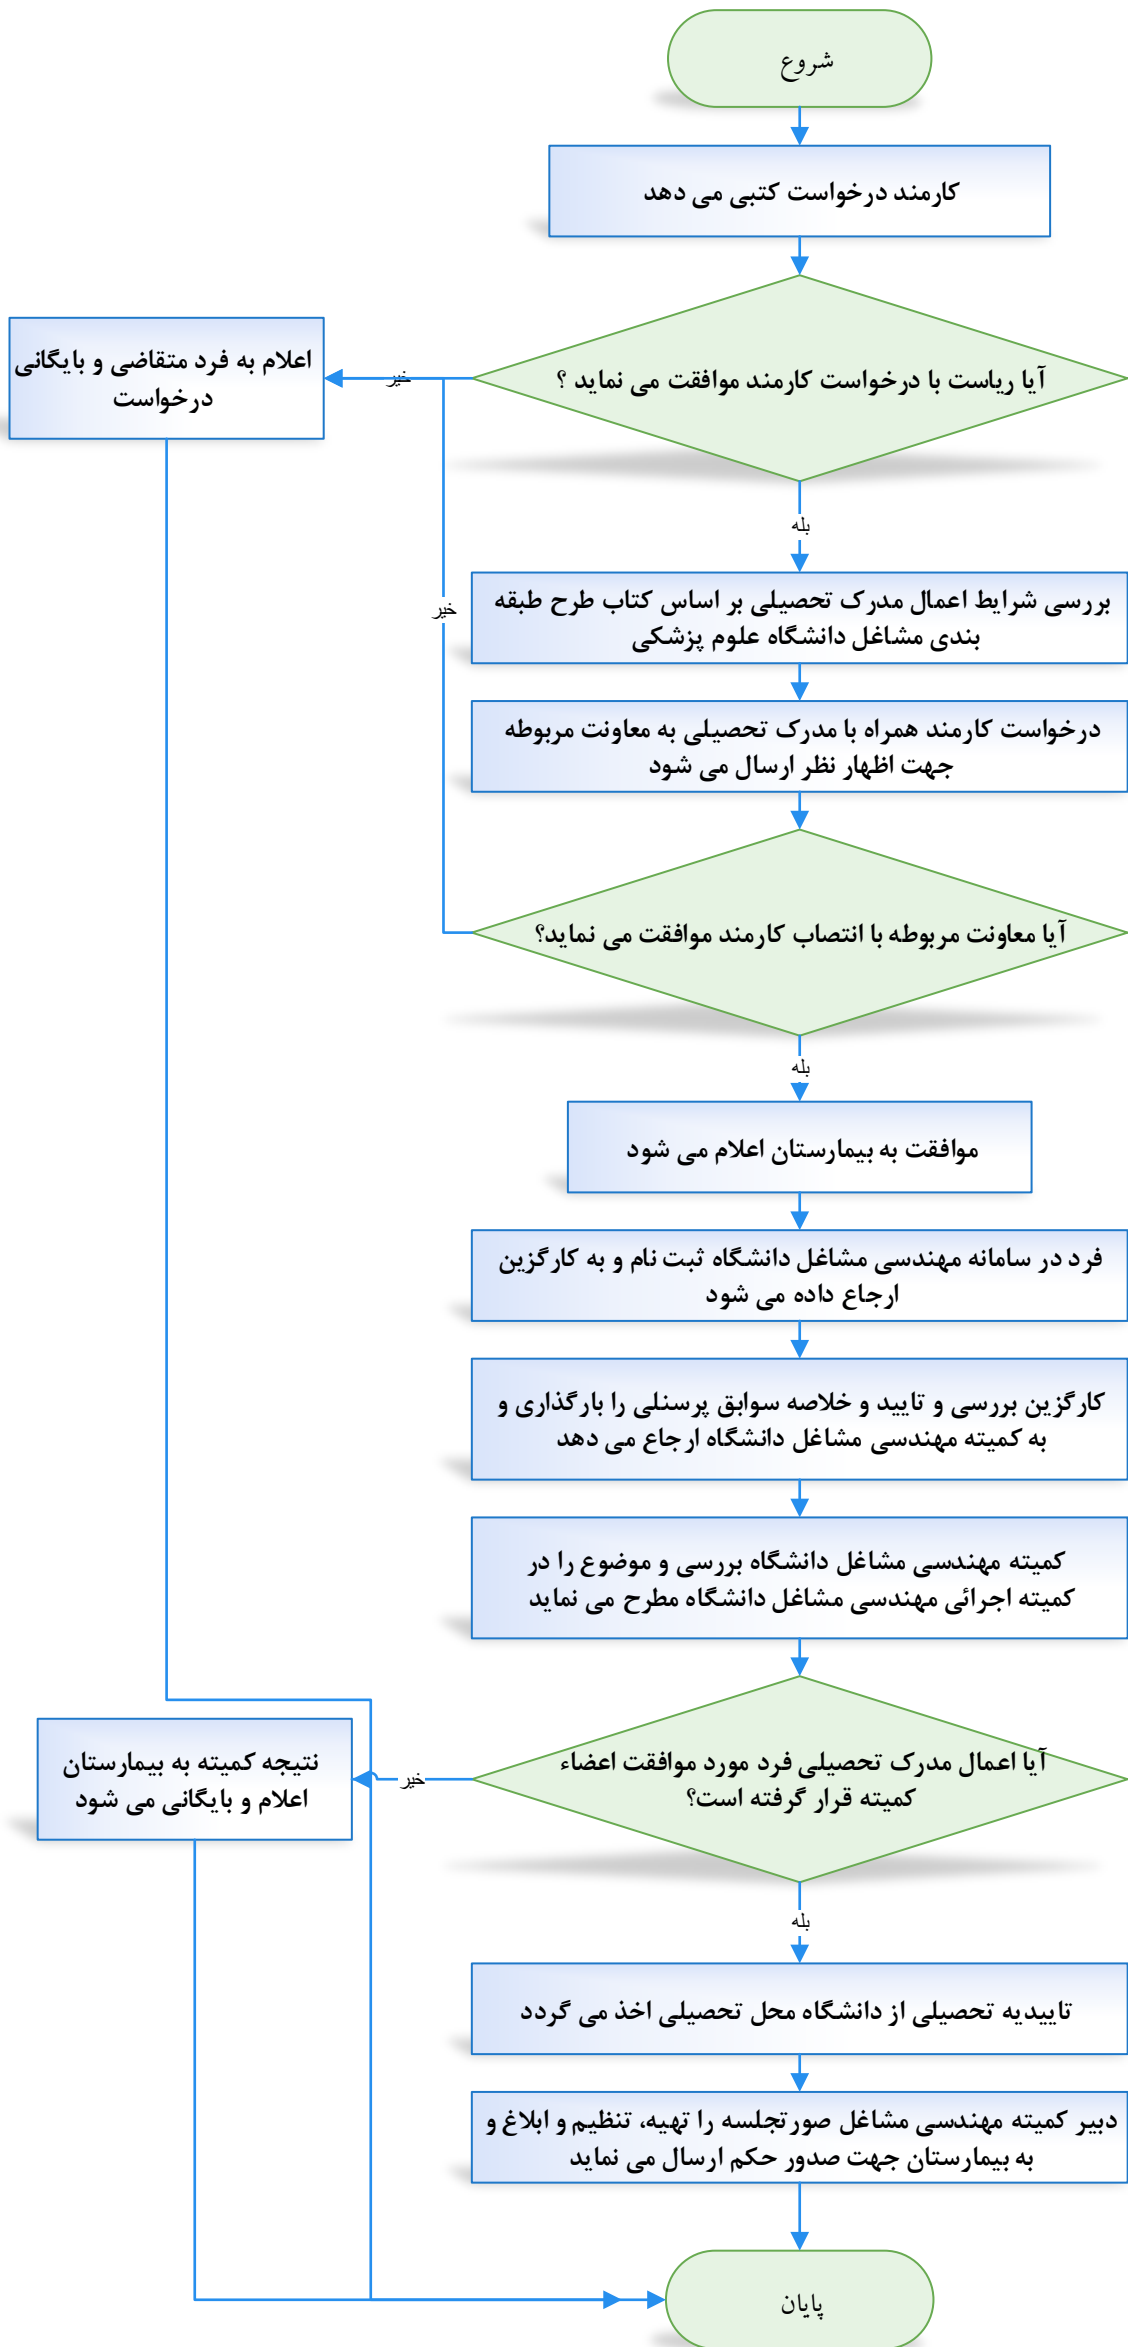 شروع
کارمند درخواست کتبی می دهد
آیا ریاست با درخواست کارمند موافقت می نماید ؟
خیر
اعلام به فرد متقاضی و بایگانی
درخواست
بله
بررسی شرایط اعمال مدرک تحصیلی بر اساس کتاب طرح طبقه
بندی مشاغل دانشگاه علوم پزشکی
خیر
درخواست کارمند همراه با مدرک تحصیلی به معاونت مربوطه
جهت اظهار نظر ارسال می شود
آیا معاونت مربوطه با انتصاب کارمند موافقت می نماید؟
بله
موافقت به بیمارستان اعلام می شود
فرد در سامانه مهندسی مشاغل دانشگاه ثبت نام و به کارگزین
ارجاع داده می شود
کارگزین بررسی و تایید و خلاصه سوابق پرسنلی را بارگذاری و
به کمیته مهندسی مشاغل دانشگاه ارجاع می دهد
کمیته مهندسی مشاغل دانشگاه بررسی و موضوع را در
کمیته اجرائی مهندسی مشاغل دانشگاه مطرح می نماید
آیا اعمال مدرک تحصیلی فرد مورد موافقت اعضاء
کمیته قرار گرفته است؟
خیر
نتیجه کمیته به بیمارستان
اعلام و بایگانی می شود
بله
تاییدیه تحصیلی از دانشگاه محل تحصیلی اخذ می گردد
دبیر کمیته مهندسی مشاغل صورتجلسه را تهیه، تنظیم و ابلاغ و
به بیمارستان جهت صدور حکم ارسال می نماید
پایان